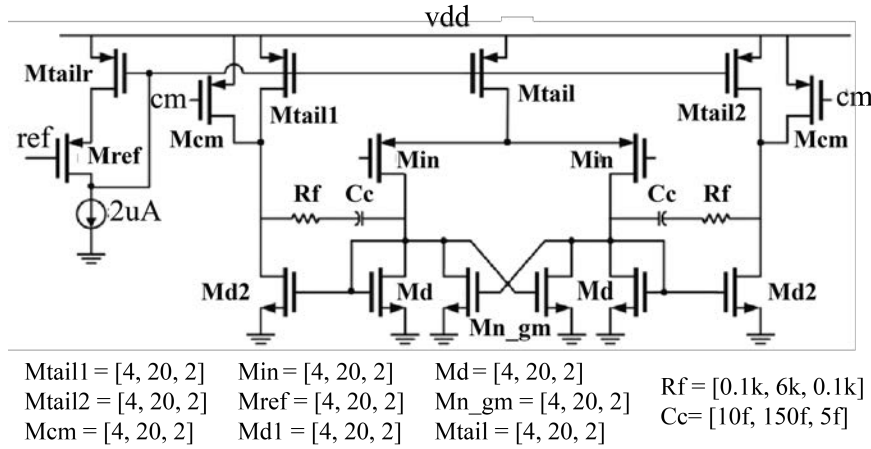 vdd
Mtailr
cm
Mtail1
Mtail
Mtail2
cm
ref
Mref
Mcm
Min
Min
Mcm
2uA
Rf Cc
Cc Rf
Md2
Md
Md
Md2
Mn_gm
Mtail1 = [4, 20, 2] Min = [4, 20, 2] Md = [4, 20, 2]
Mtail2 = [4, 20, 2] Mref = [4, 20, 2] Mn_gm = [4, 20, 2]
Mcm = [4, 20, 2] Md1 = [4, 20, 2] Mtail = [4, 20, 2]
Rf = [0.1k, 6k, 0.1k]
Cc= [10f, 150f, 5f]